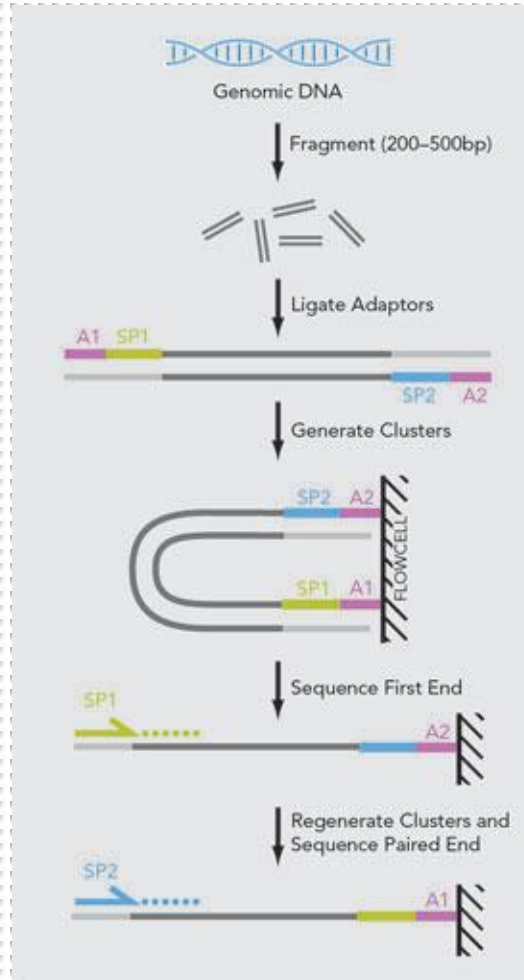 Genomic DNA
Fragment (200–500bp)
Ligate Adaptors
A1 SP1
SP2 A2
Generate Clusters
SP2 A2
FLOWCELL
SP1 A1
Sequence First End
SP1
A2
Regenerate Clusters and
Sequence Paired End
SP2
A1